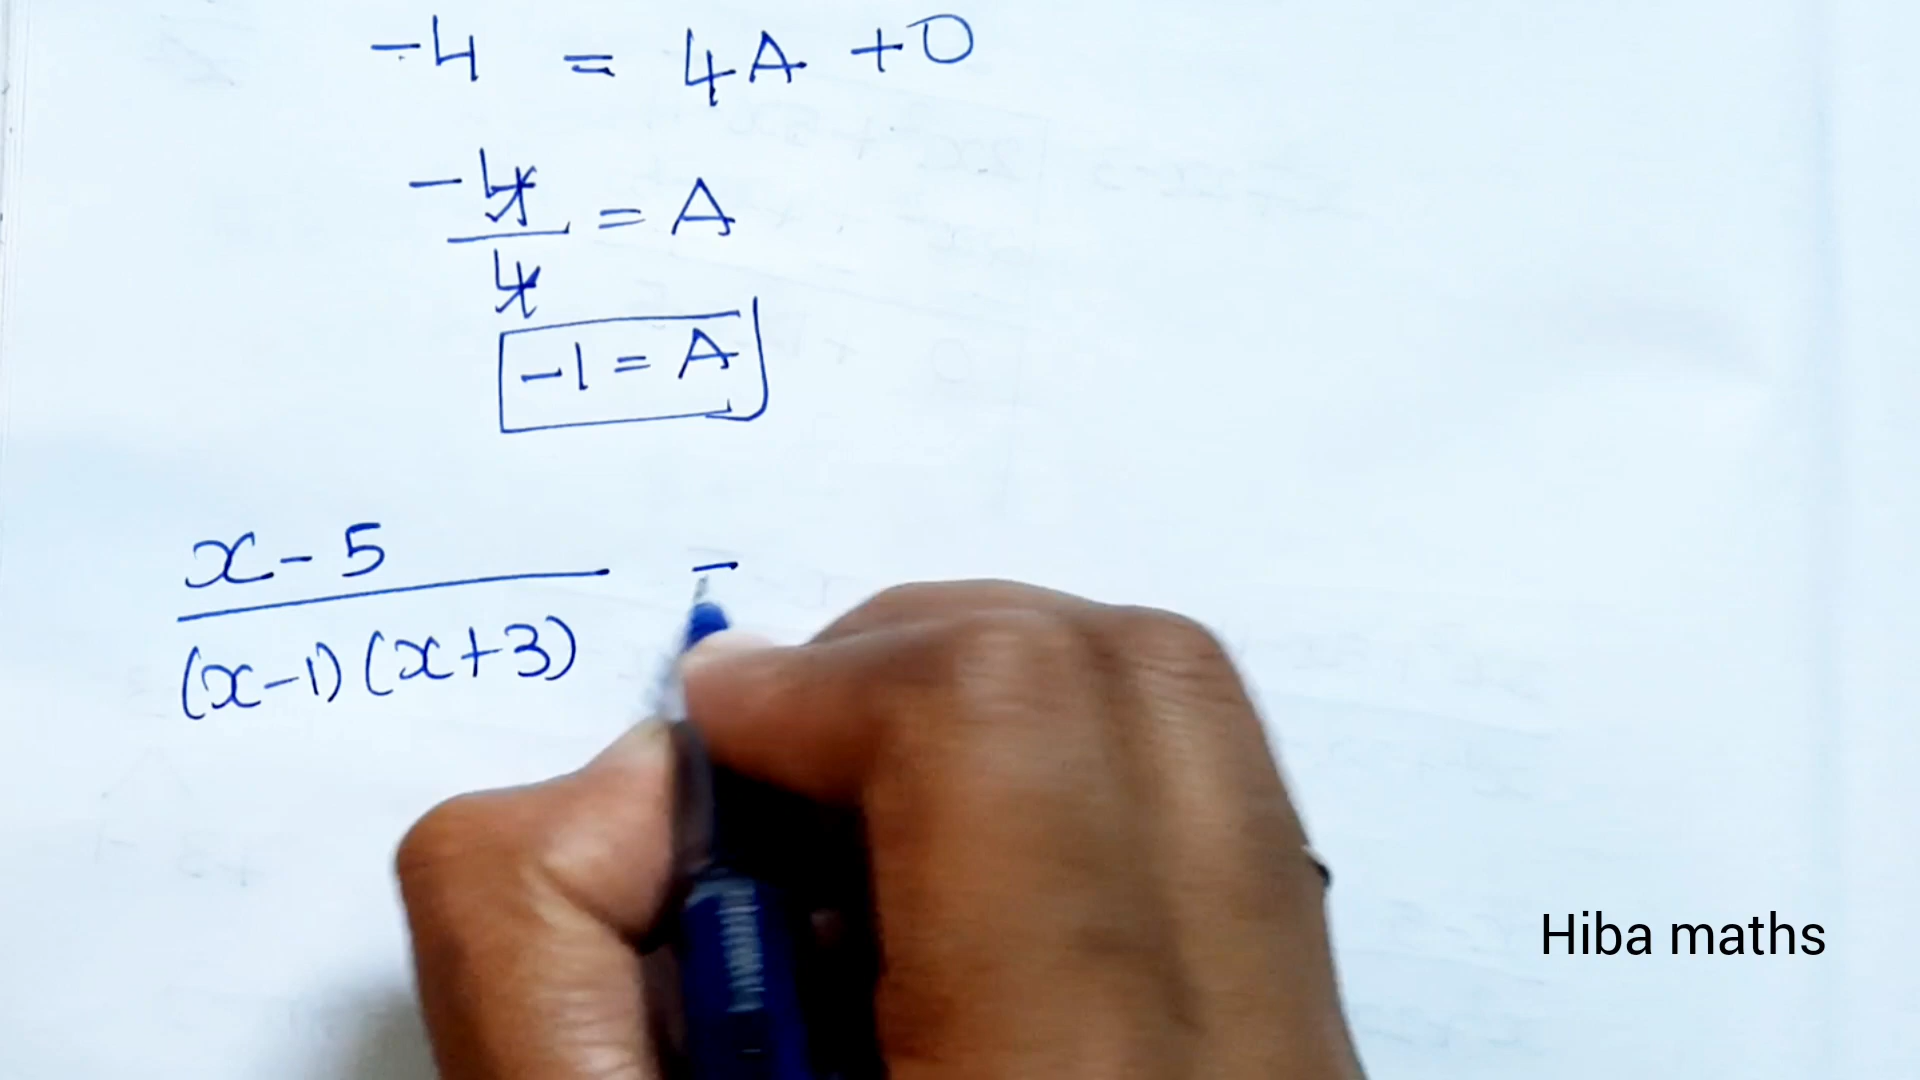 -4 = 4A + 0
-4/4 = A
-1 = A
x - 5 / (x-1)(x+3) =
Hiba maths